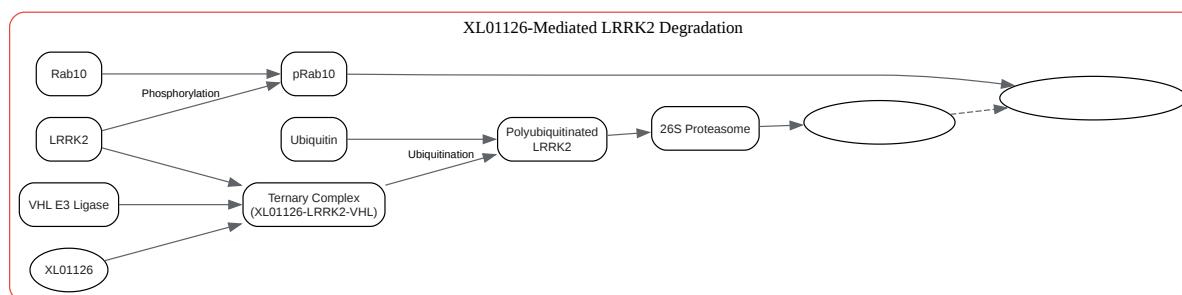 XL01126-Mediated LRRK2 Degradation
Rab10
pRab10
Phosphorylation
LRRK2
Ubiquitin
Polyubiquitinated
LRRK2
26S Proteasome
Ubiquitination
VHL E3 Ligase
Ternary Complex
(XL01126-LRRK2-VHL)
XL01126